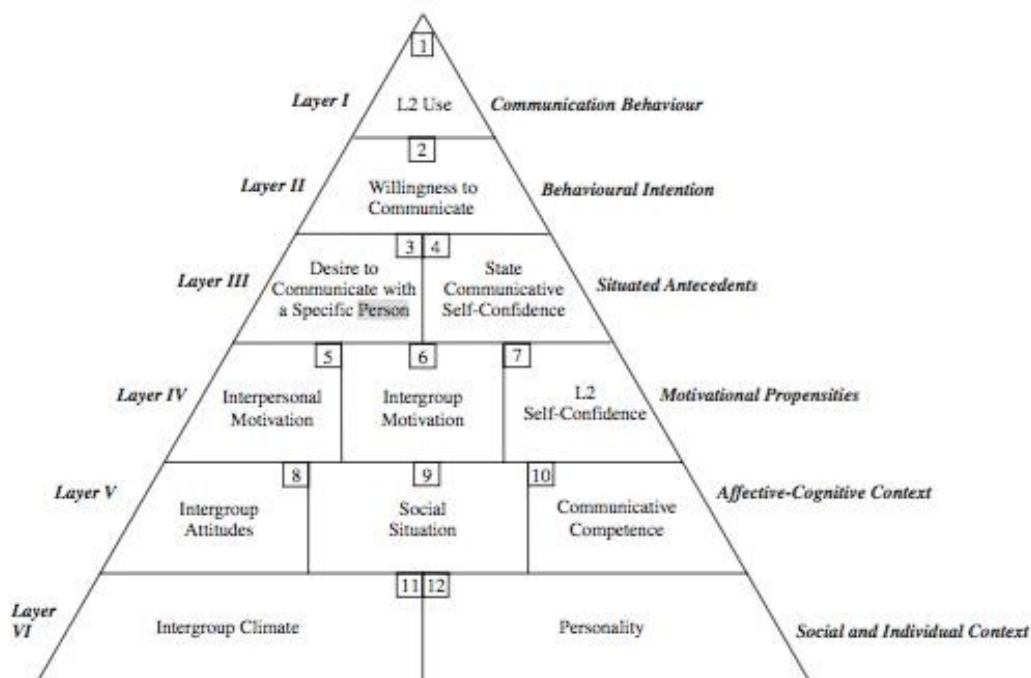 1
Layer I
L2 Use
Communication Behaviour
2
Layer II
Willingness to
Communicate
Behavioural Intention
3 4
Layer III
Desire to
Communicate with
a Specific Person
State
Communicative
Self-Confidence
Situated Antecedents
5 6 7
Layer IV
Interpersonal
Motivation
Intergroup
Motivation
L2
Self-Confidence
Motivational Propensities
8 9 10
Layer V
Intergroup
Attitudes
Social
Situation
Communicative
Competence
Affective-Cognitive Context
11 12
Layer
VI
Intergroup Climate
Personality
Social and Individual Context